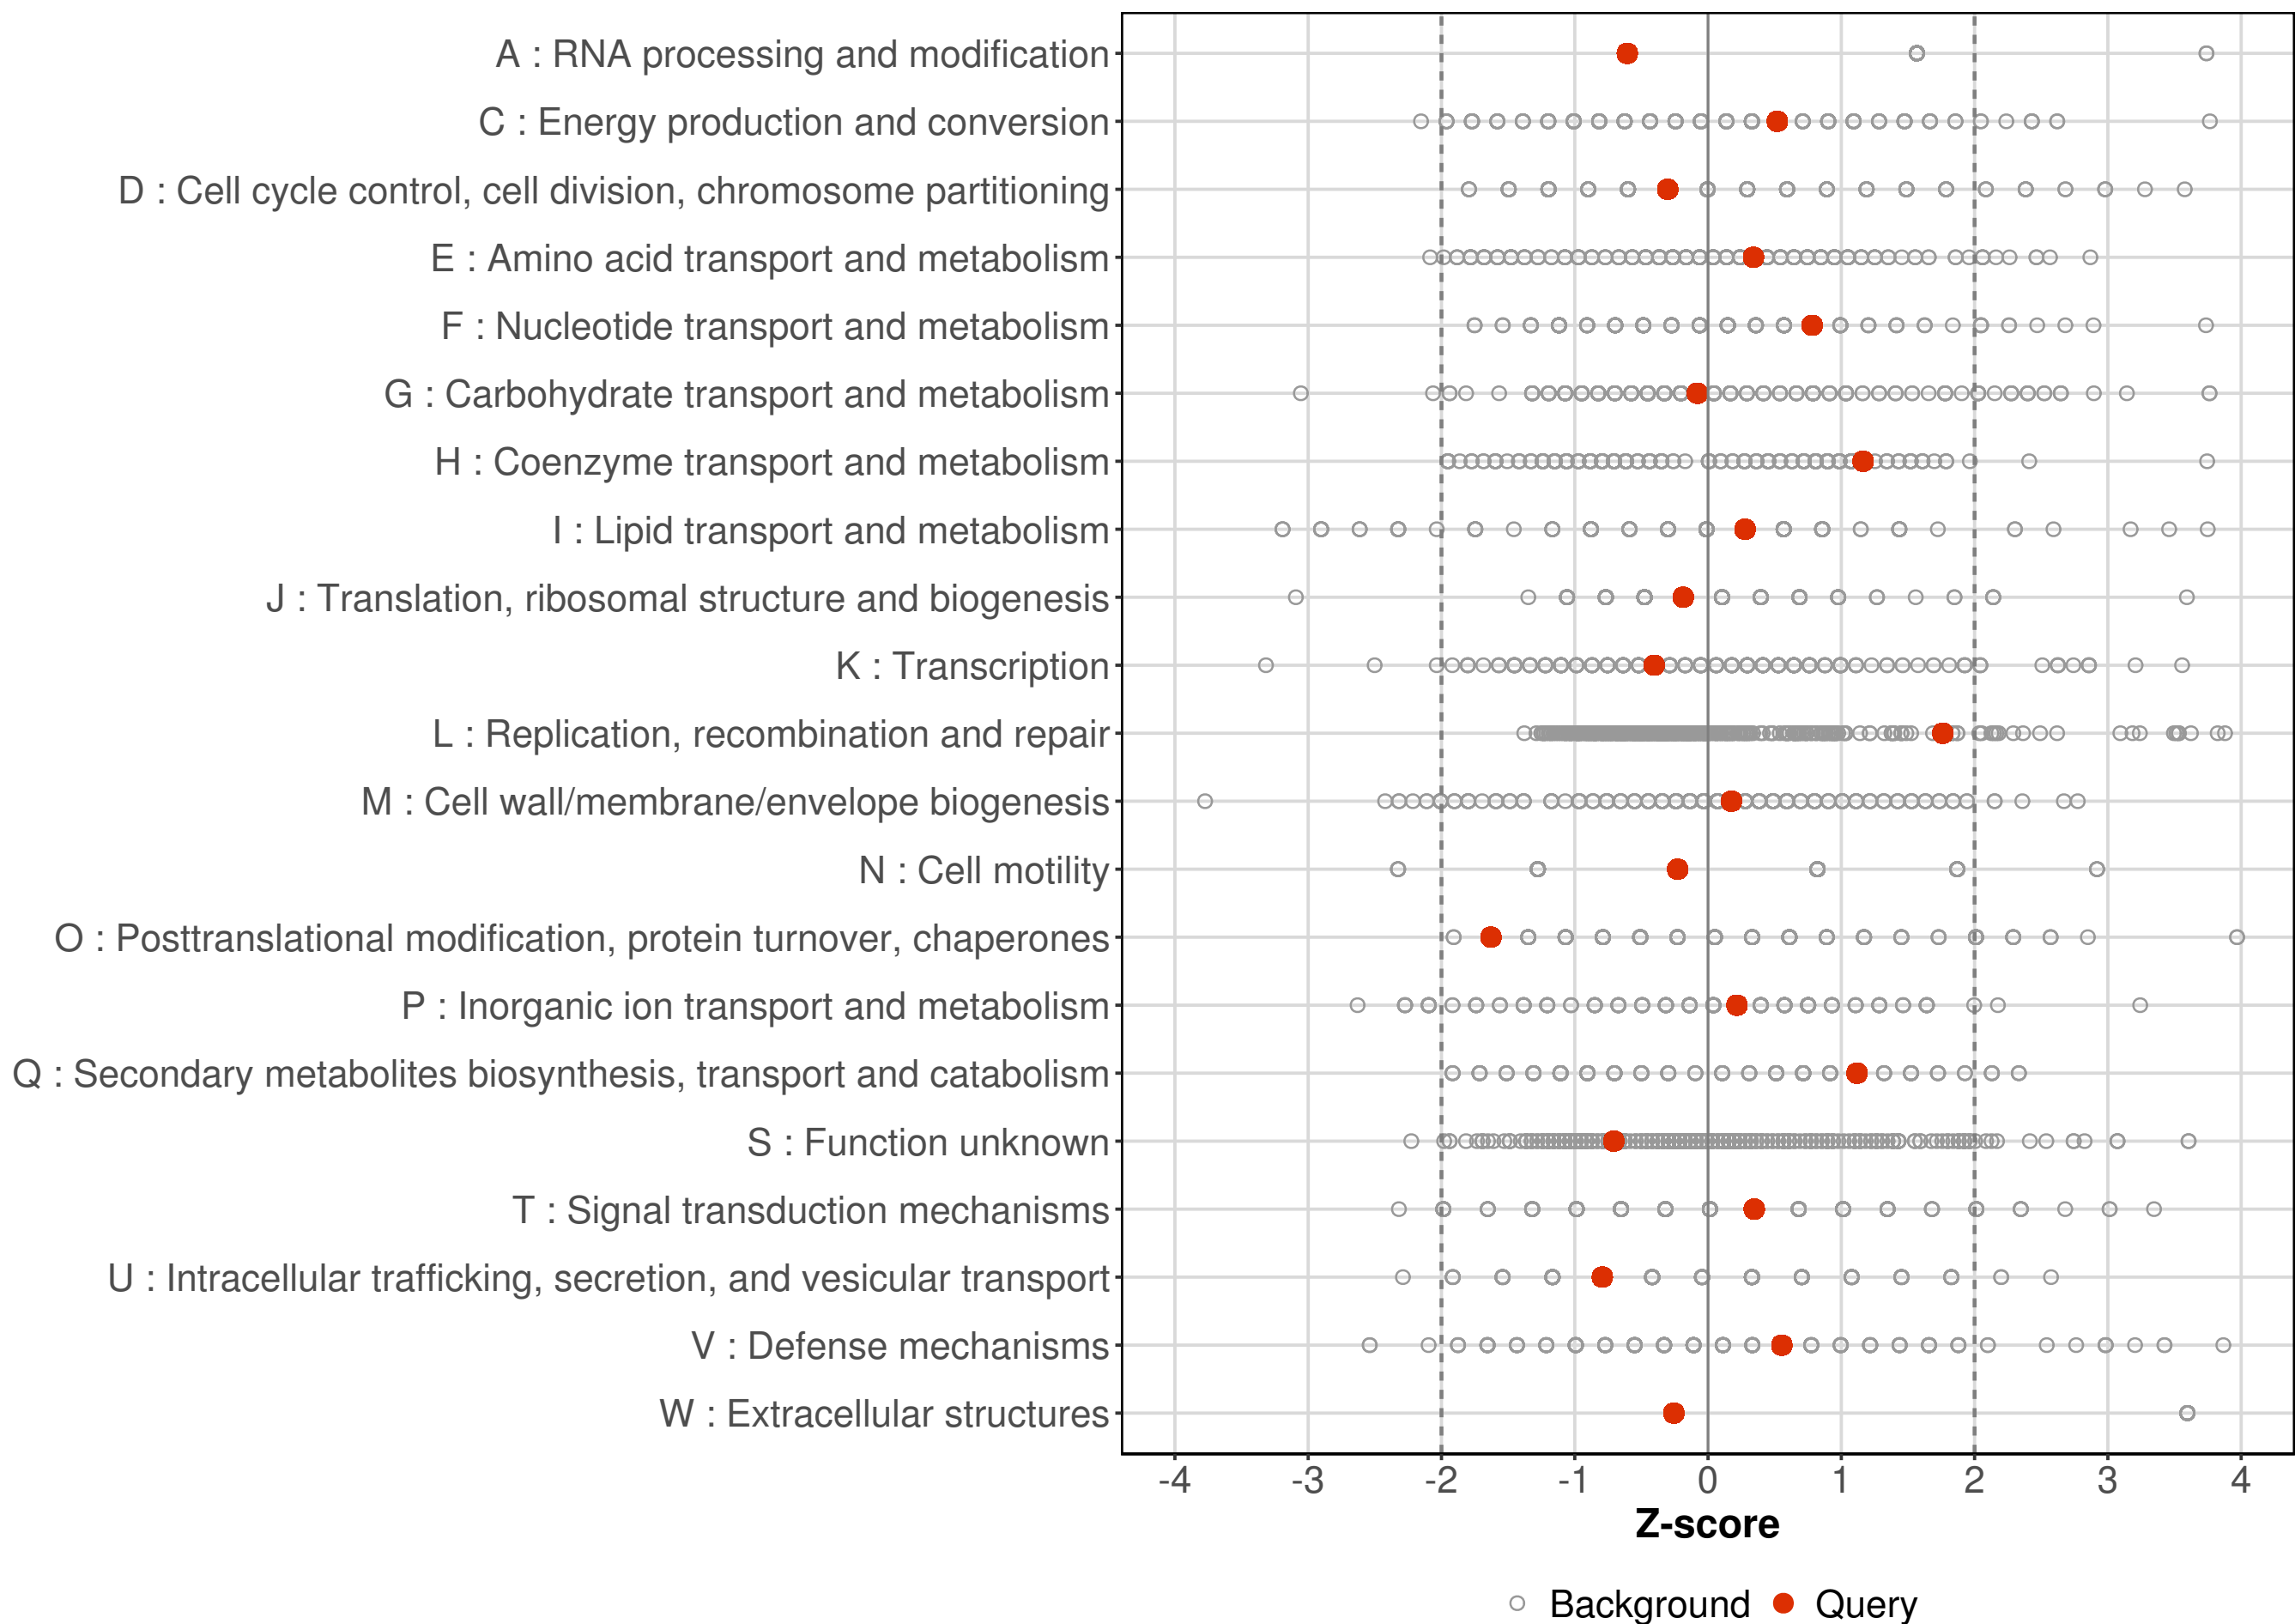 A : RNA processing and modification
C : Energy production and conversion
D : Cell cycle control, cell division, chromosome partitioning
E : Amino acid transport and metabolism
F : Nucleotide transport and metabolism
G : Carbohydrate transport and metabolism
H : Coenzyme transport and metabolism
I : Lipid transport and metabolism
J : Translation, ribosomal structure and biogenesis
K : Transcription
L : Replication, recombination and repair
M : Cell wall/membrane/envelope biogenesis
N : Cell motility
O : Posttranslational modification, protein turnover, chaperones
P : Inorganic ion transport and metabolism
Q : Secondary metabolites biosynthesis, transport and catabolism
S : Function unknown
T : Signal transduction mechanisms
U : Intracellular trafficking, secretion, and vesicular transport
V : Defense mechanisms
W : Extracellular structures
-4 -3 -2 -1 0 1 2 3 4
Z-score
Background Query